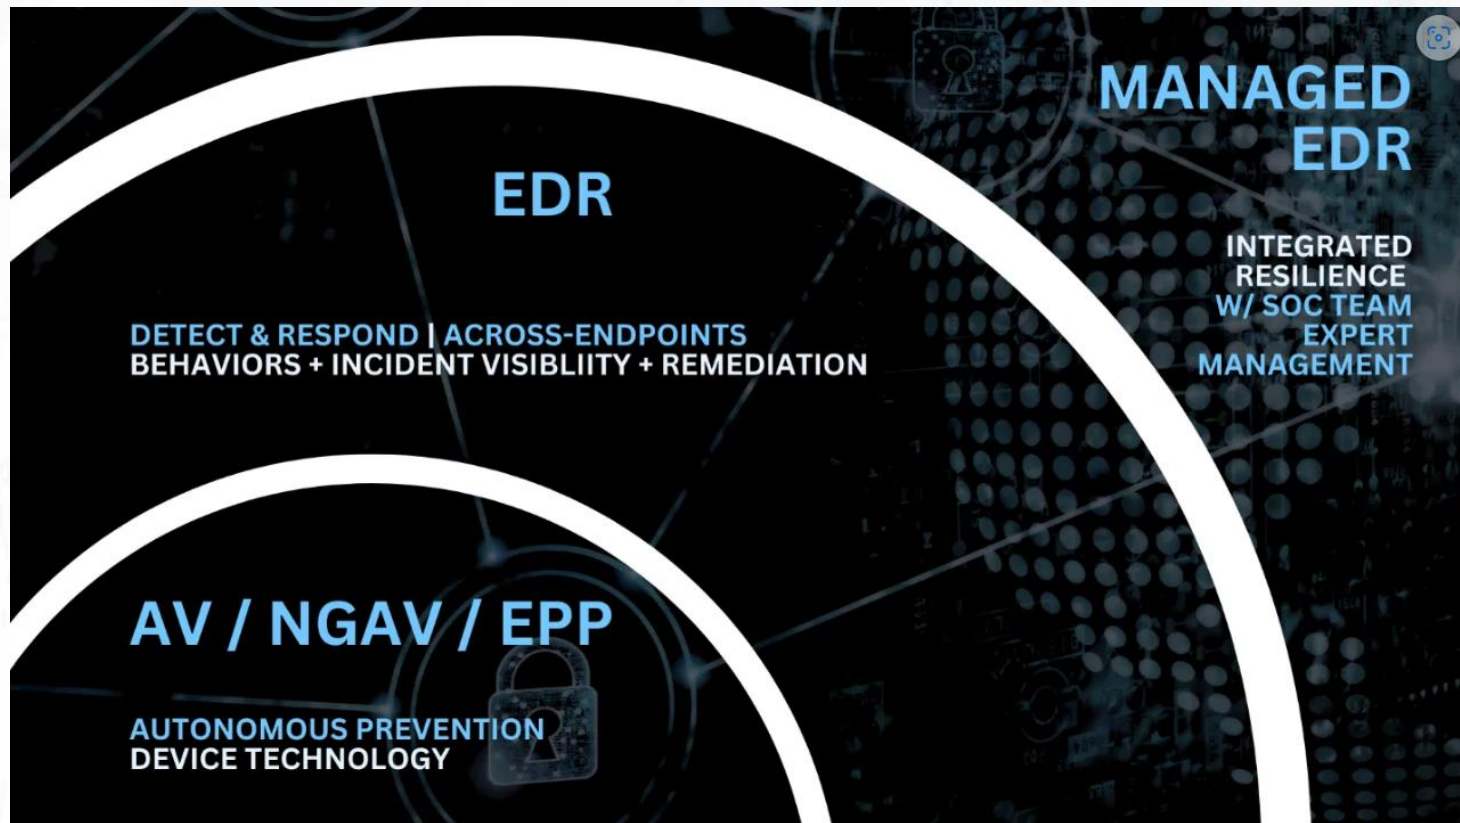 MANAGED
EDR
INTEGRATED
RESILIENCE
W/ SOC TEAM
EXPERT
MANAGEMENT
EDR
DETECT & RESPOND | ACROSS-ENDPOINTS
BEHAVIORS + INCIDENT VISIBLIITY + REMEDIATION
AV / NGAV / EPP
AUTONOMOUS PREVENTION
DEVICE TECHNOLOGY